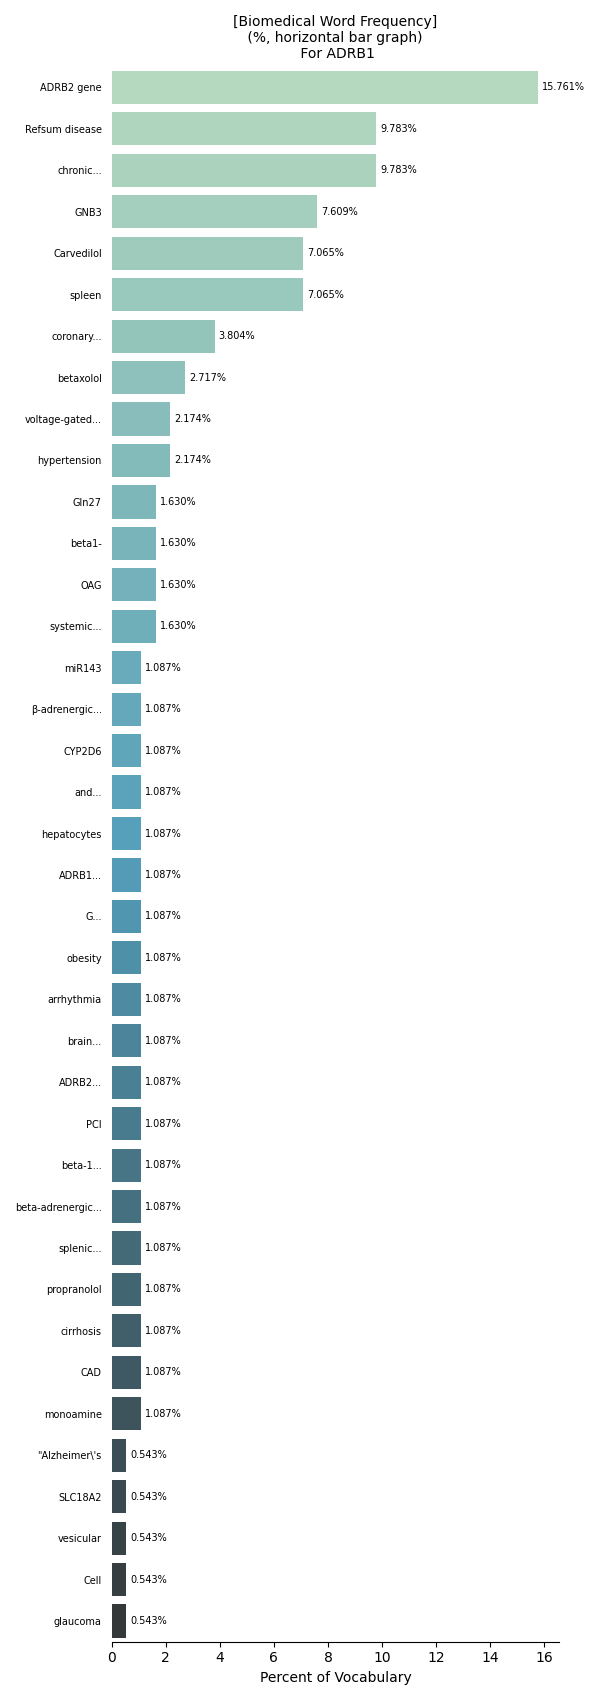 [Biomedical Word Frequency]
(%, horizontal bar graph)
For ADRB1
ADRB2 gene 15.761%
Refsum disease 9.783%
chronic... 9.783%
GNB3 7.609%
Carvedilol 7.065%
spleen 7.065%
coronary... 3.804%
betaxolol 2.717%
voltage-gated... 2.174%
hypertension 2.174%
Gln27 1.630%
beta1- 1.630%
OAG 1.630%
systemic... 1.630%
miR143 1.087%
β-adrenergic... 1.087%
CYP2D6 1.087%
and... 1.087%
hepatocytes 1.087%
ADRB1... 1.087%
G... 1.087%
obesity 1.087%
arrhythmia 1.087%
brain... 1.087%
ADRB2... 1.087%
PCI 1.087%
beta-1... 1.087%
beta-adrenergic... 1.087%
splenic... 1.087%
propranolol 1.087%
cirrhosis 1.087%
CAD 1.087%
monoamine 1.087%
"Alzheimer\'s 0.543%
SLC18A2 0.543%
vesicular 0.543%
Cell 0.543%
glaucoma 0.543%
0 2 4 6 8 10 12 14 16
Percent of Vocabulary